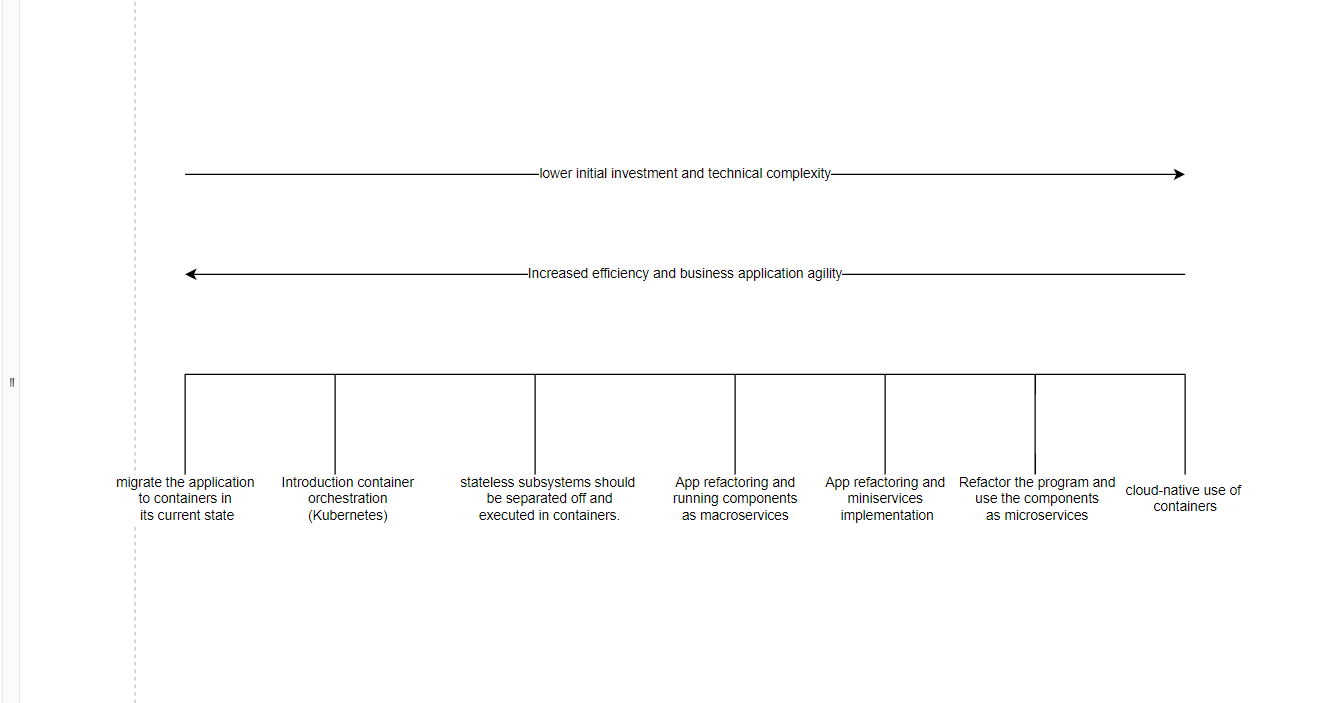 lower initial investment and technical complexity
Increased efficiency and business application agility
migrate the application
to containers in
its current state
Introduction container
orchestration
(Kubernetes)
stateless subsystems should
be separated off and
executed in containers.
App refactoring and
running components
as macroservices
App refactoring and
miniservices
implementation
Refactor the program and
use the components
as microservices
cloud-native use of
containers